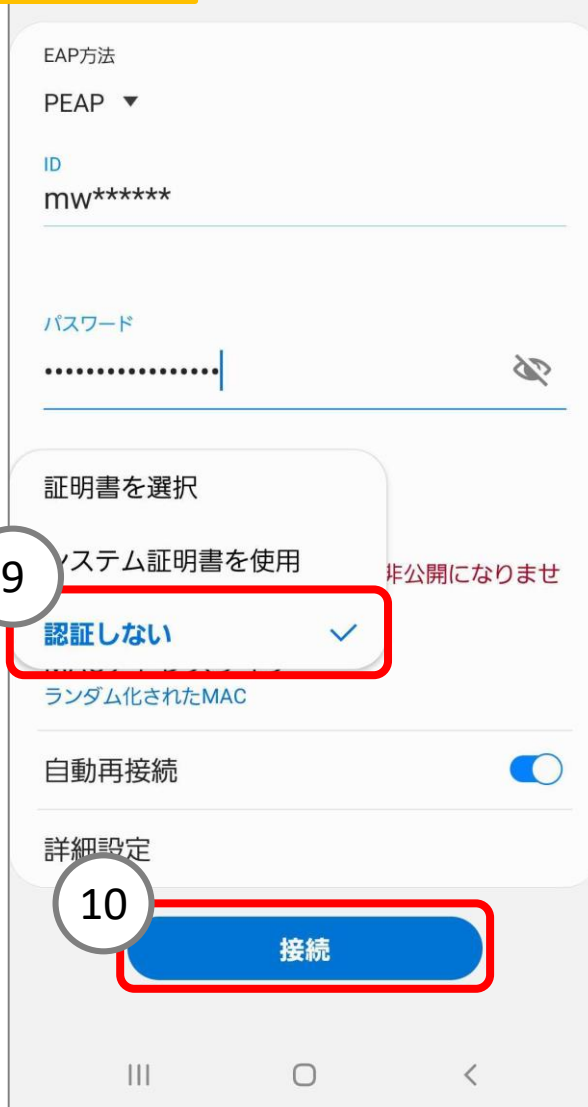 EAP方法
PEAP
ID
mw******
パスワード
•••••••••••••••••
証明書を選択
システム証明書を使用
非公開になりませ
9
認証しない
ランダム化されたMAC
自動再接続
詳細設定
10
接続